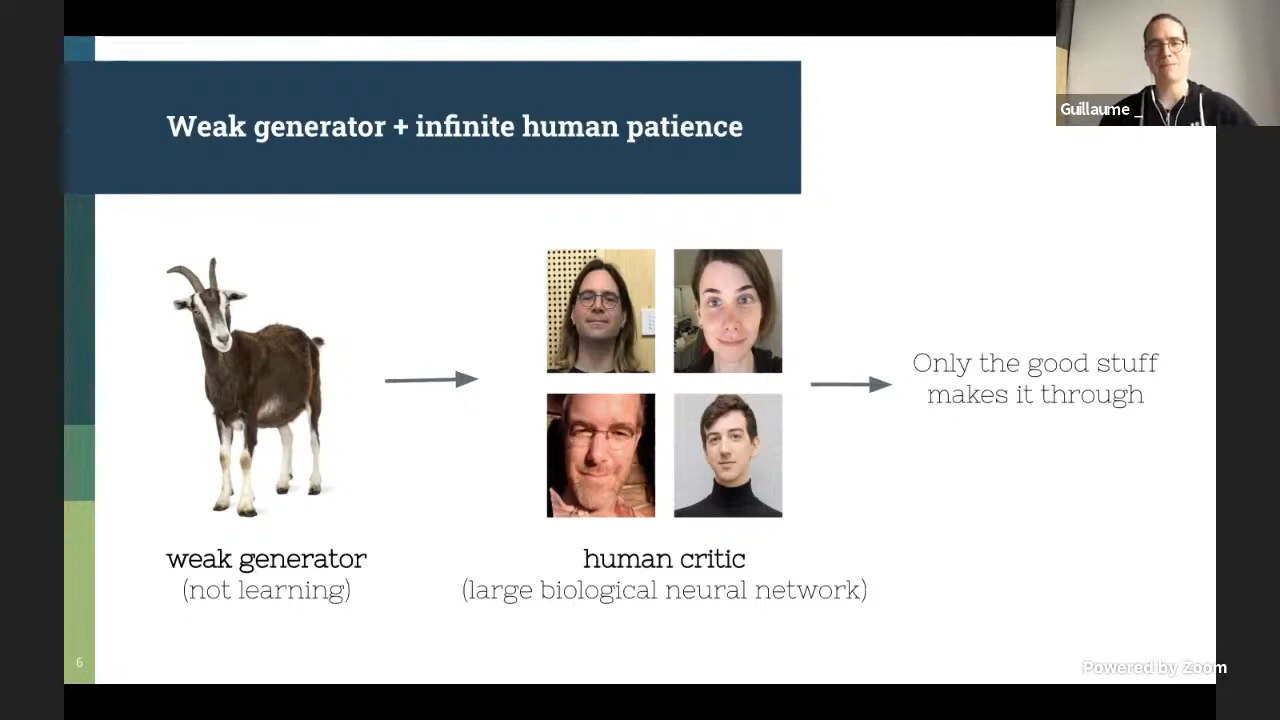 Guillaume _
Weak generator + infinite human patience
Only the good stuff
makes it through
weak generator
(not learning)
human critic
(large biological neural network)
6
Powered by Zoom